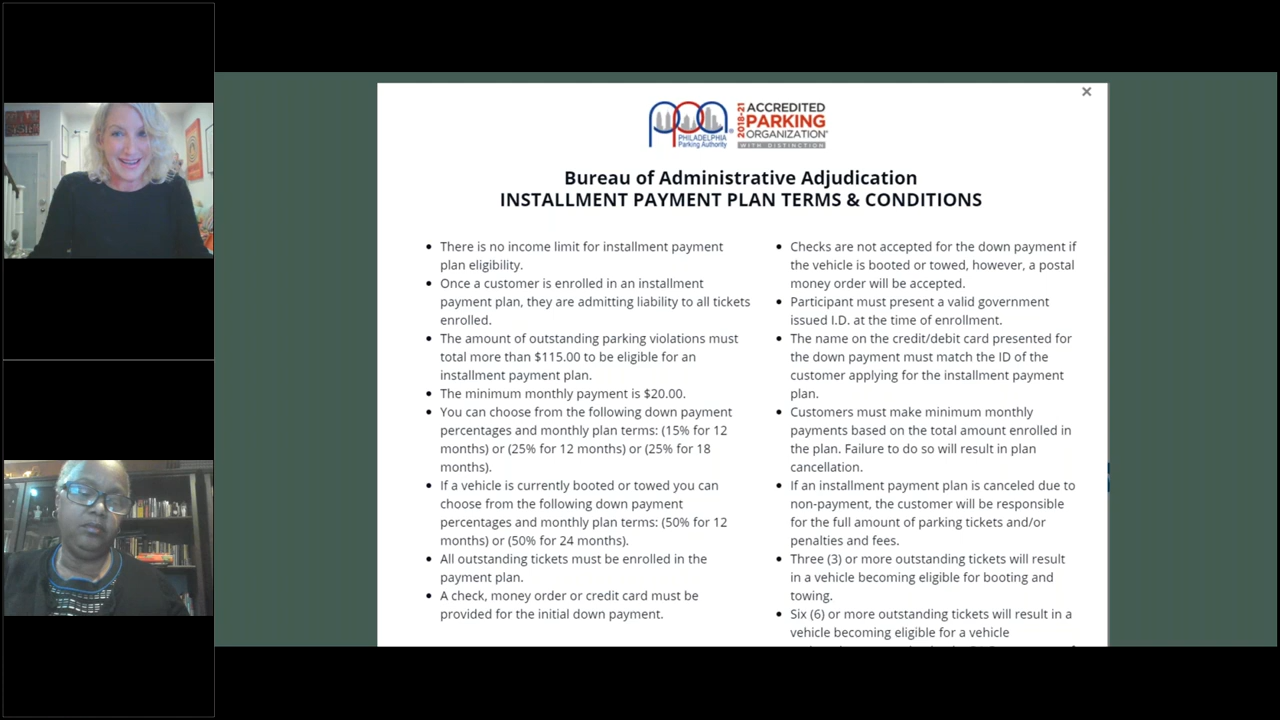 ppa
PHILADELPHIA
Parking Authority
2018-21
ACCREDITED
PARKING
ORGANIZATION
WITH DISTINCTION
Bureau of Administrative Adjudication
INSTALLMENT PAYMENT PLAN TERMS & CONDITIONS
• There is no income limit for installment payment
plan eligibility.
• Once a customer is enrolled in an installment
payment plan, they are admitting liability to all tickets
enrolled.
• The amount of outstanding parking violations must
total more than $115.00 to be eligible for an
installment payment plan.
• The minimum monthly payment is $20.00.
• You can choose from the following down payment
percentages and monthly plan terms: (15% for 12
months) or (25% for 12 months) or (25% for 18
months).
• If a vehicle is currently booted or towed you can
choose from the following down payment
percentages and monthly plan terms: (50% for 12
months) or (50% for 24 months).
• All outstanding tickets must be enrolled in the
payment plan.
• A check, money order or credit card must be
provided for the initial down payment.
• Checks are not accepted for the down payment if
the vehicle is booted or towed, however, a postal
money order will be accepted.
• Participant must present a valid government
issued I.D. at the time of enrollment.
• The name on the credit/debit card presented for
the down payment must match the ID of the
customer applying for the installment payment
plan.
• Customers must make minimum monthly
payments based on the total amount enrolled in
the plan. Failure to do so will result in plan
cancellation.
• If an installment payment plan is canceled due to
non-payment, the customer will be responsible
for the full amount of parking tickets and/or
penalties and fees.
• Three (3) or more outstanding tickets will result
in a vehicle becoming eligible for booting and
towing.
• Six (6) or more outstanding tickets will result in a
vehicle becoming eligible for a vehicle